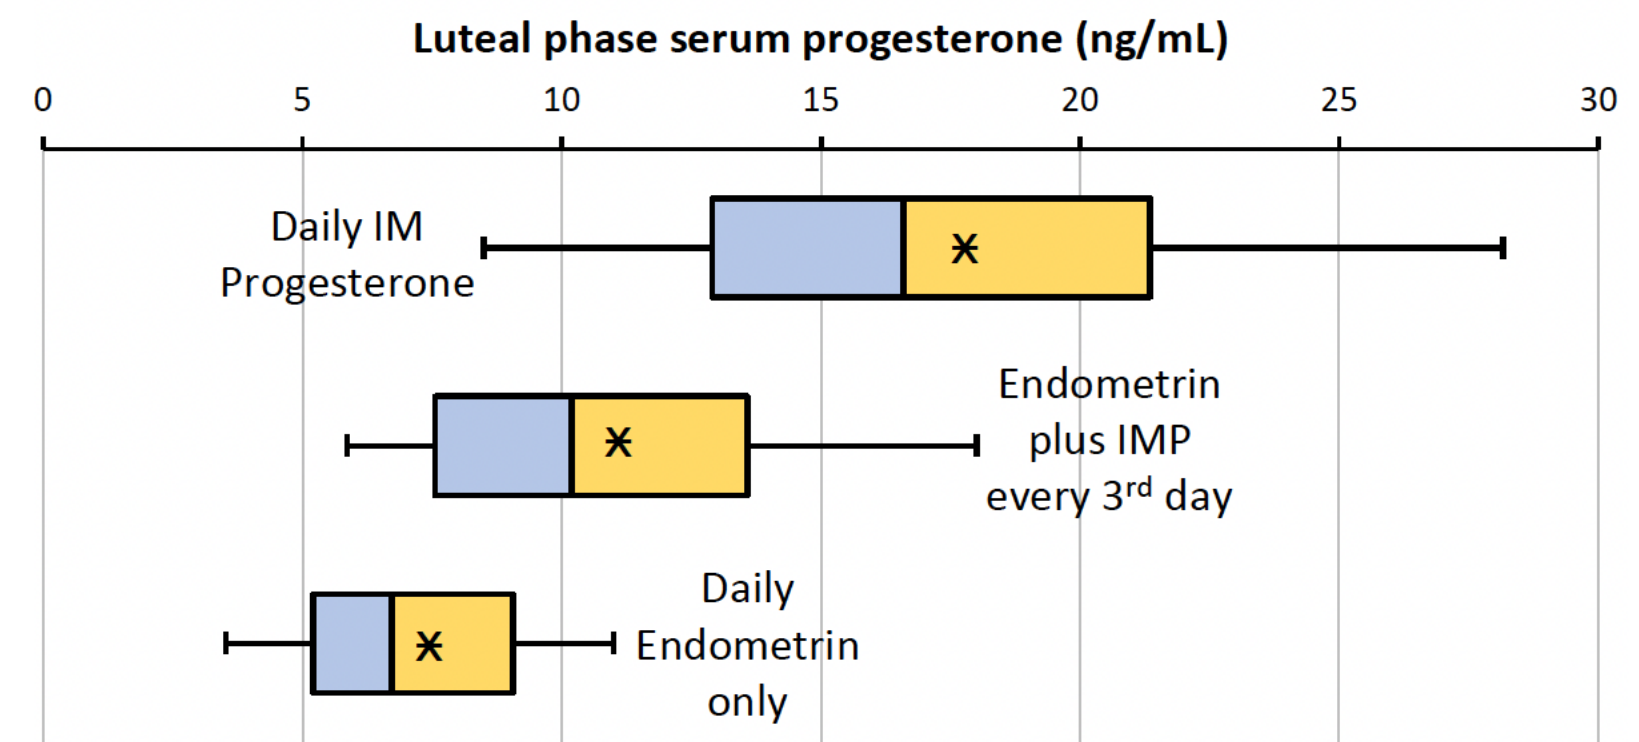 Luteal phase serum progesterone (ng/mL)
0 5 10 15 20 25 30
Daily IM
Progesterone
Endometrin
plus IMP
every 3rd day
Daily
Endometrin
only